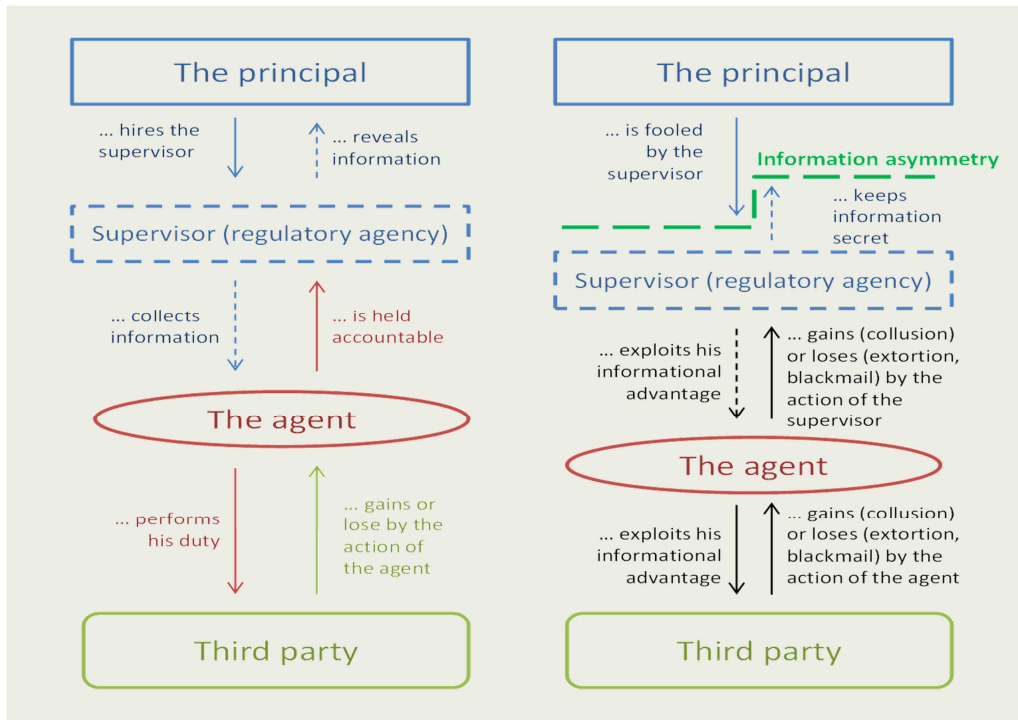 The principal
... hires the
supervisor
... reveals
information
Supervisor (regulatory agency)
... collects
information
... is held
accountable
The agent
... performs
his duty
... gains or
lose by the
action of
the agent
Third party
The principal
... is fooled
by the
supervisor
Information asymmetry
... keeps
information
secret
Supervisor (regulatory agency)
... exploits his
informational
advantage
... gains (collusion)
or loses (extortion,
blackmail) by the
action of the
supervisor
The agent
... exploits his
informational
advantage
... gains (collusion)
or loses (extortion,
blackmail) by the
action of the agent
Third party